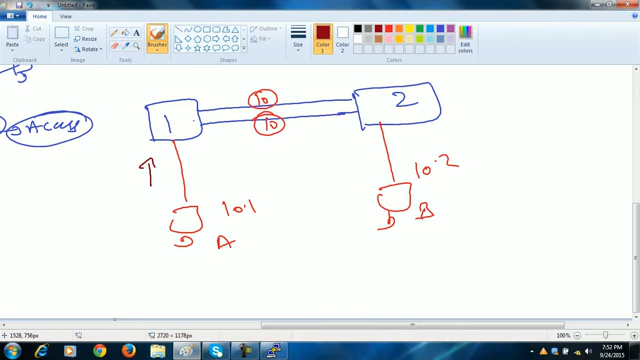 Untitled - Paint
Home
View
Paste
Select
Crop
Resize
Rotate
Brushes
Outline
Fill
Size
Color 1
Color 2
Edit colors
Clipboard
Image
Tools
Shapes
Colors
10
2
Access
1
10
10.2
10.1
B
A
1528, 756px
2720 × 1178px
100%
7:52 PM
9/24/2015